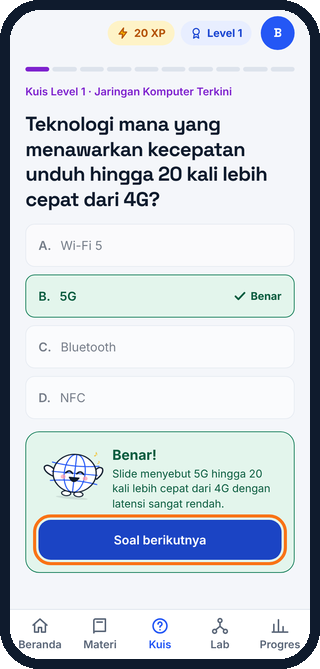 20 XP
Level 1
B
Kuis Level 1 · Jaringan Komputer Terkini
Teknologi mana yang
menawarkan kecepatan
unduh hingga 20 kali lebih
cepat dari 4G?
A. Wi-Fi 5
B. 5G
Benar
C. Bluetooth
D. NFC
Benar!
Slide menyebut 5G hingga 20
kali lebih cepat dari 4G dengan
latensi sangat rendah.
Soal berikutnya
Beranda
Materi
Kuis
Lab
Progres